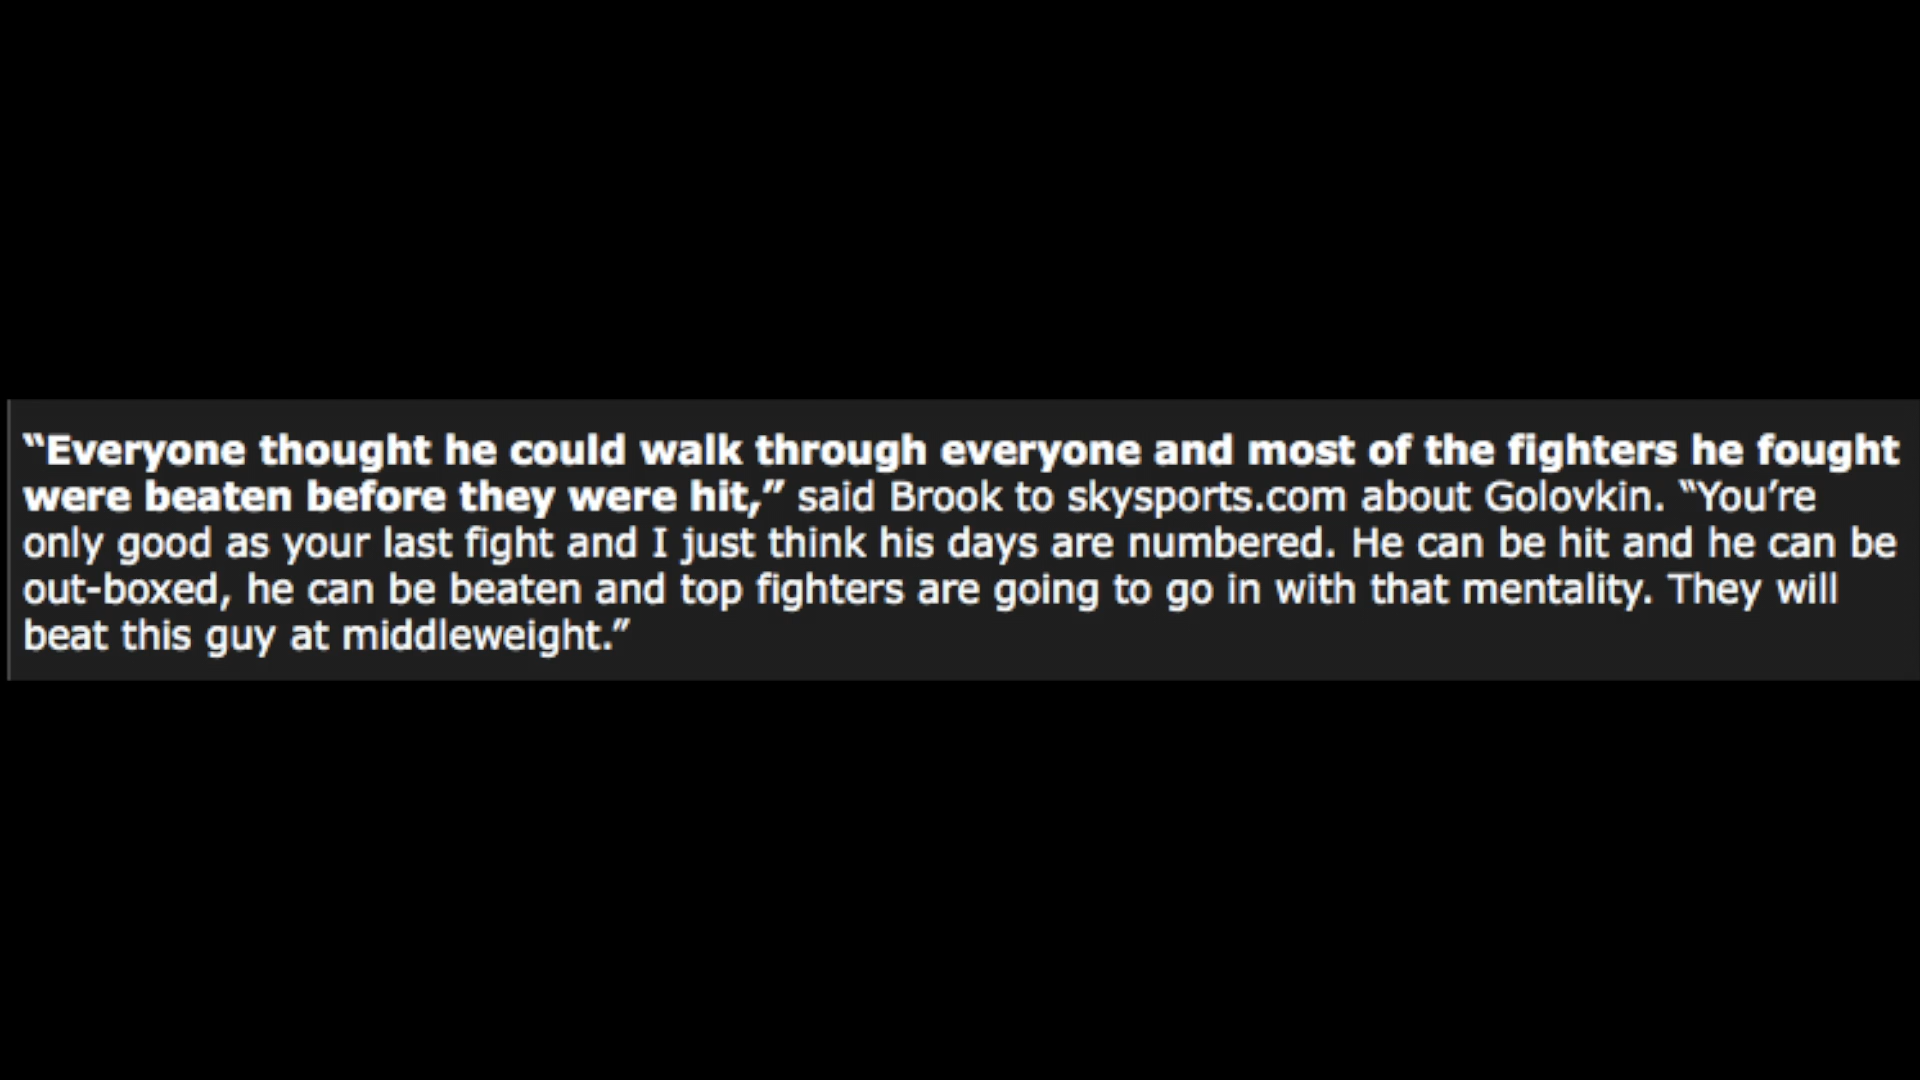 “Everyone thought he could walk through everyone and most of the fighters he fought
were beaten before they were hit,” said Brook to skysports.com about Golovkin. “You’re
only good as your last fight and I just think his days are numbered. He can be hit and he can be
out-boxed, he can be beaten and top fighters are going to go in with that mentality. They will
beat this guy at middleweight.”